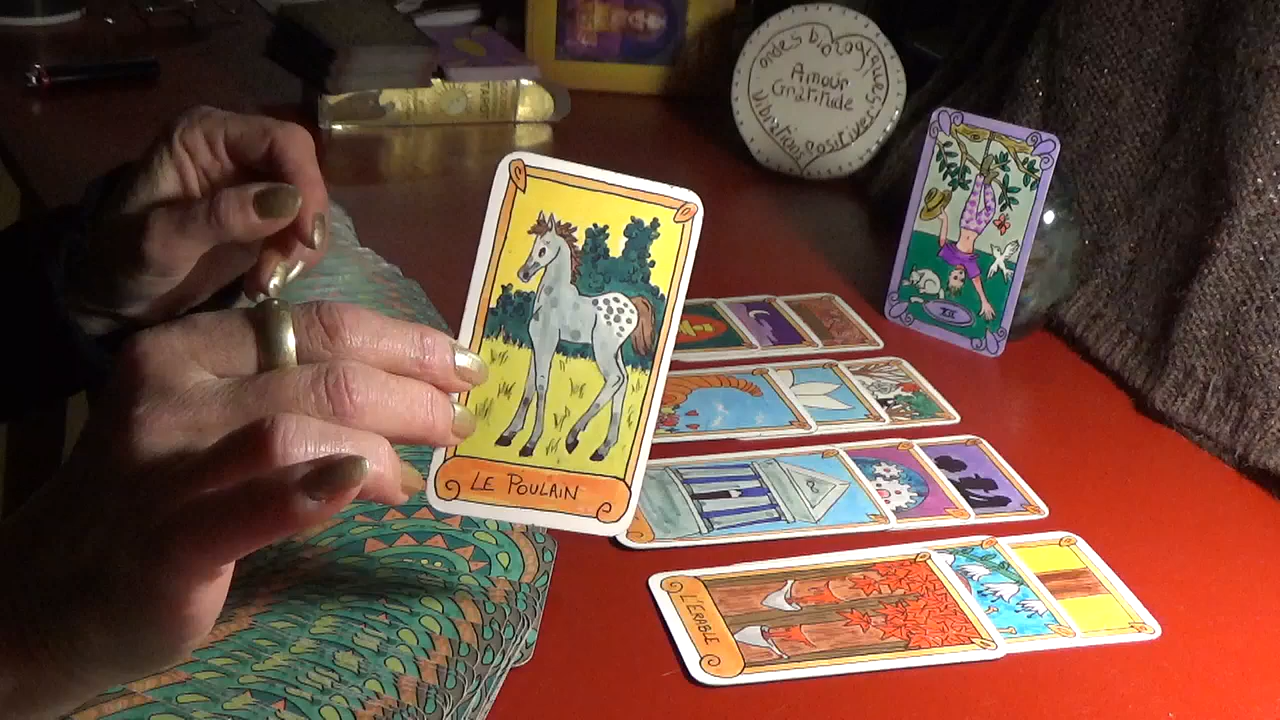 ondes biologiques.
Amour
Gratitude
Vibrations positives
XII
LE POULAIN
L'ERABLE